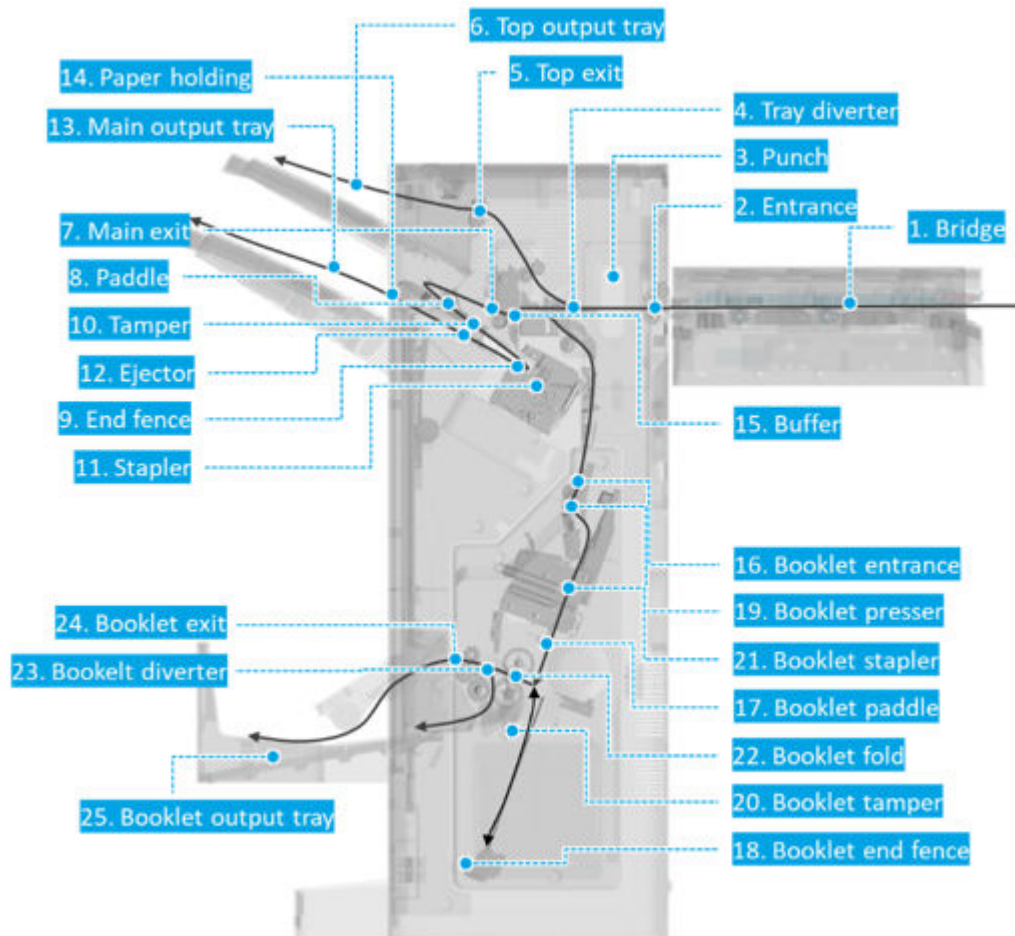 6. Top output tray
14. Paper holding
5. Top exit
13. Main output tray
4. Tray diverter
3. Punch
7. Main exit
2. Entrance
8. Paddle
1. Bridge
10. Tamper
12. Ejector
9. End fence
15. Buffer
11. Stapler
16. Booklet entrance
19. Booklet presser
24. Booklet exit
23. Bookelt diverter
21. Booklet stapler
17. Booklet paddle
22. Booklet fold
25. Booklet output tray
20. Booklet tamper
18. Booklet end fence